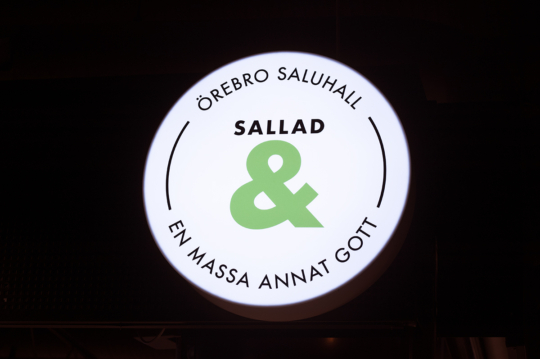 ÖREBRO SALUHALL
SALLAD
&
EN MASSA ANNAT GOTT